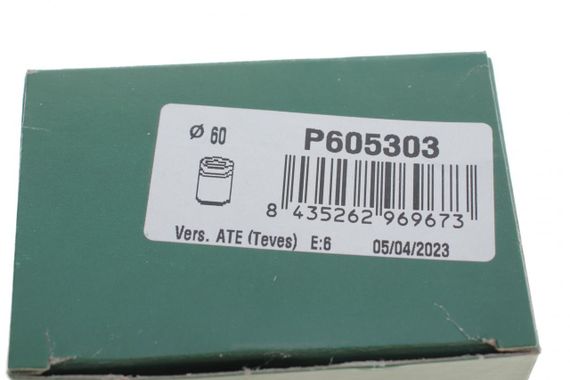 Ø 60
P605303
8 435262 969673
Vers. ATE (Teves) E:6 05/04/2023